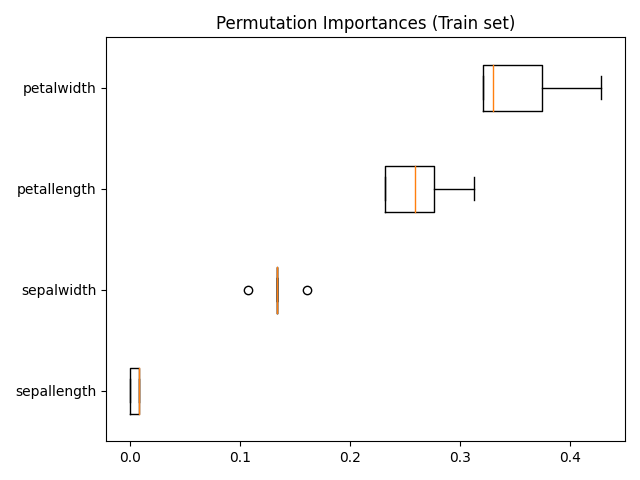 Permutation Importances (Train set)
petalwidth
petallength
sepalwidth
sepallength
0.0 0.1 0.2 0.3 0.4